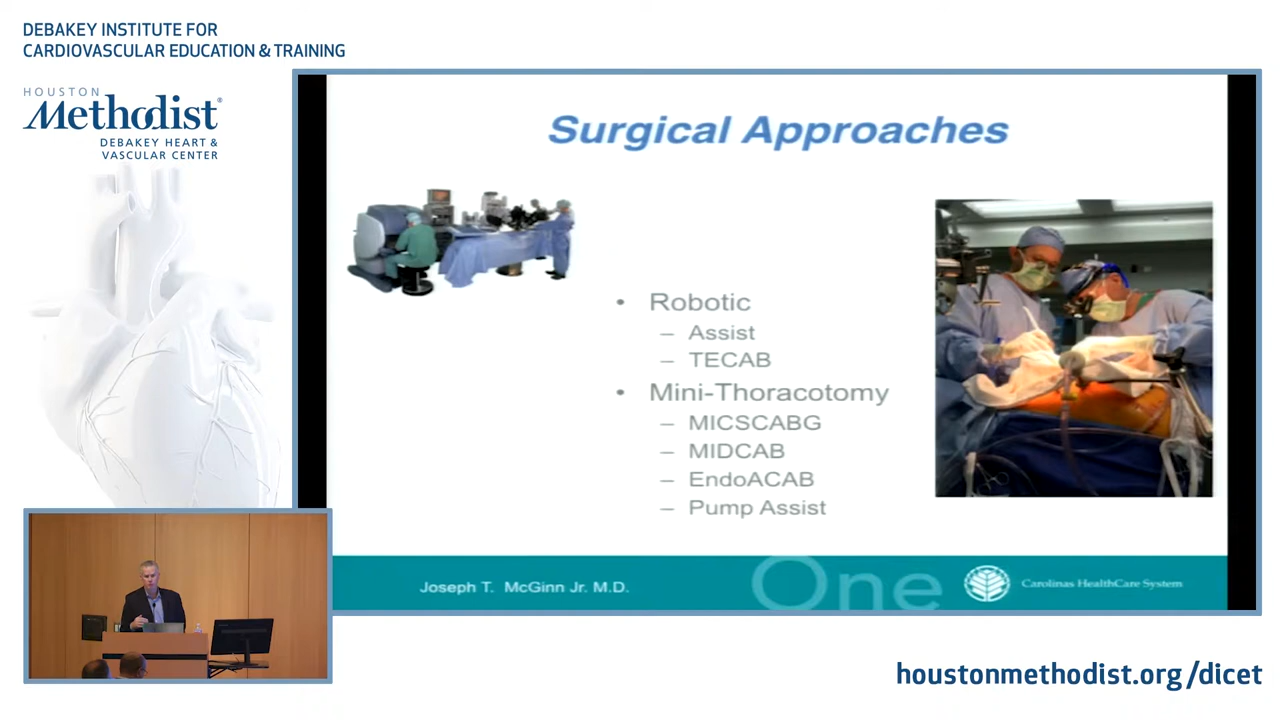 DEBAKEY INSTITUTE FOR
CARDIOVASCULAR EDUCATION & TRAINING
HOUSTON
Methodist®
DEBAKEY HEART &
VASCULAR CENTER
Surgical Approaches
• Robotic
– Assist
– TECAB
• Mini-Thoracotomy
– MICSCABG
– MIDCAB
– EndoACAB
– Pump Assist
Joseph T. McGinn Jr. M.D.
One
Carolinas HealthCare System
houstonmethodist.org/dicet